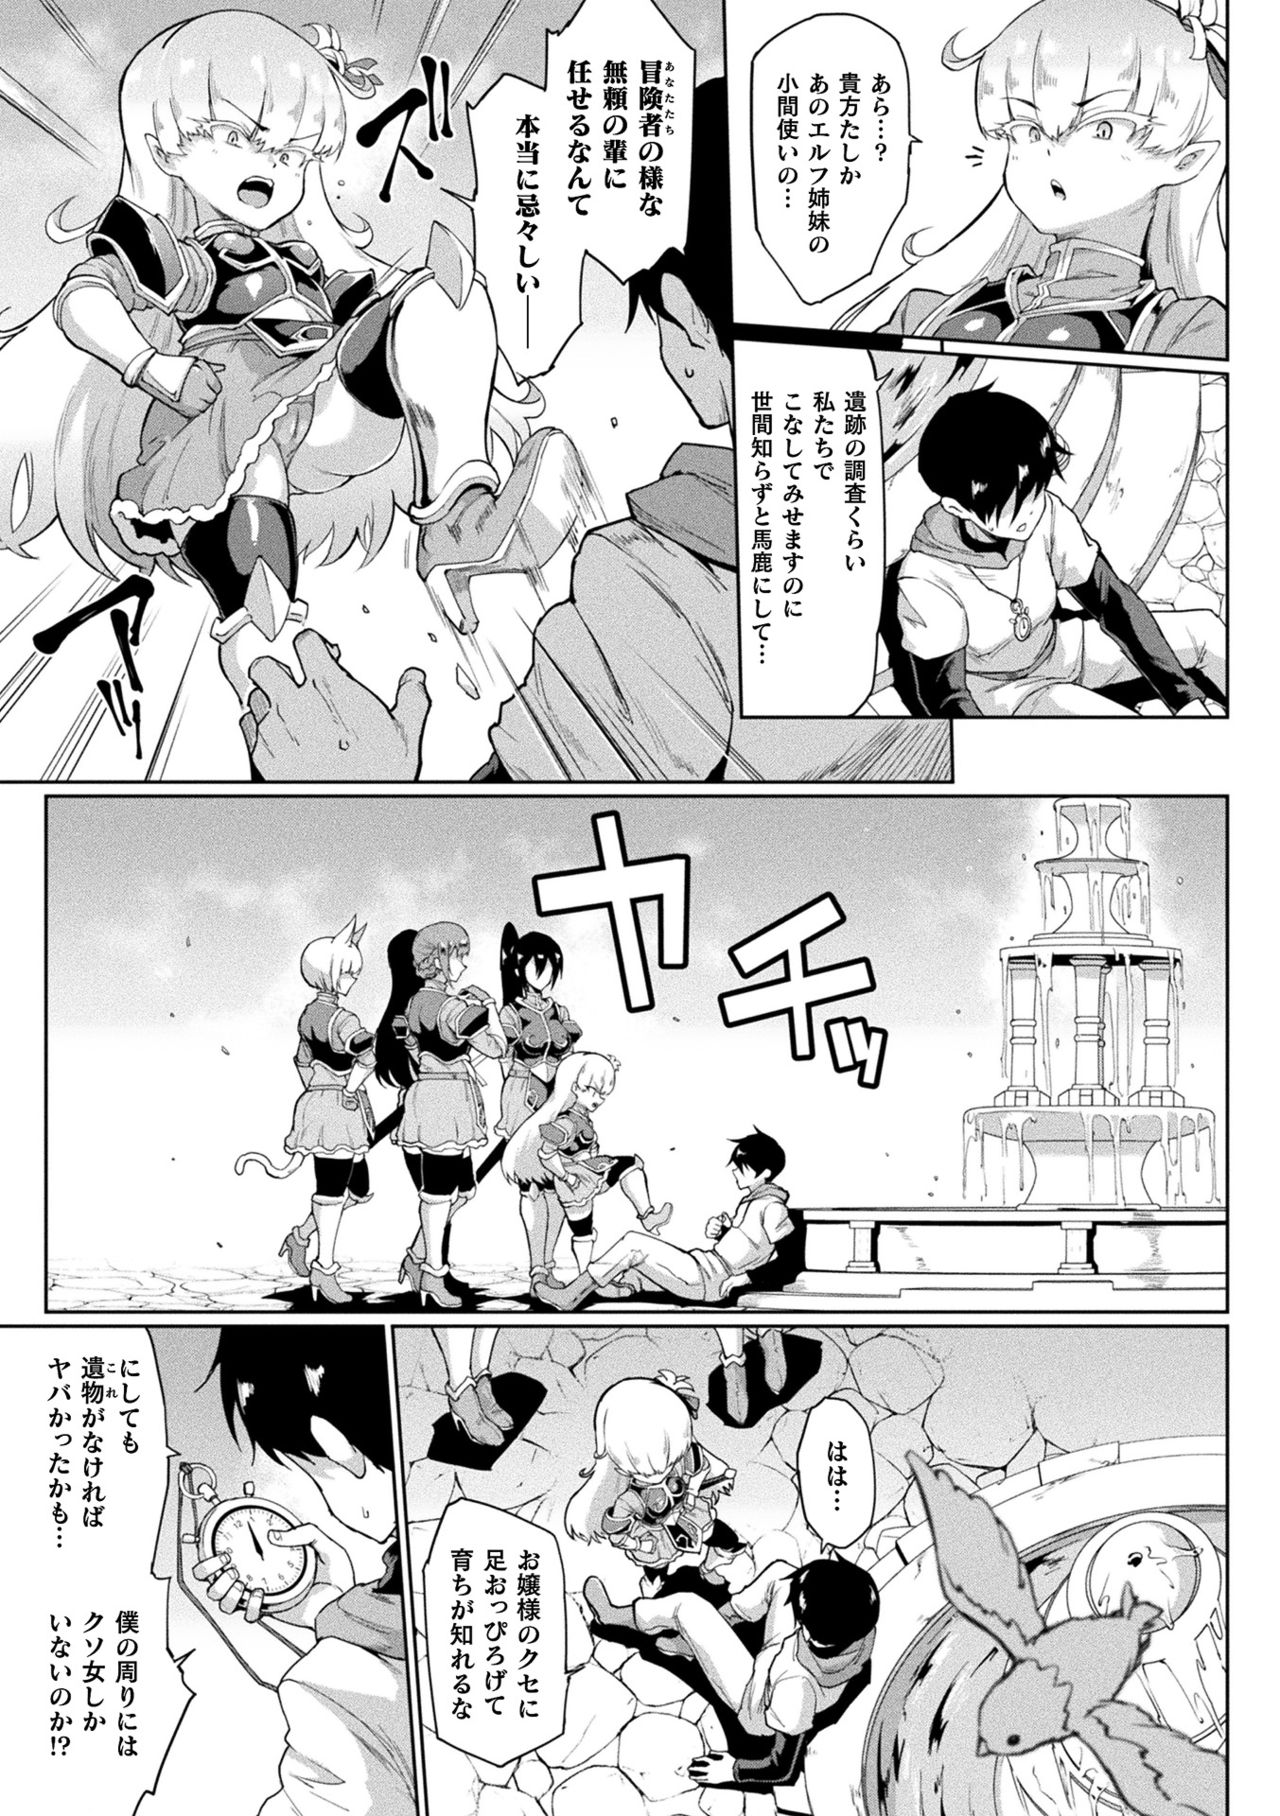 あら…?
貴方たしか
あのエルフ姉妹の
小間使いの…
遺跡の調査くらい
私たちで
こなしてみせますのに
世間知らずと馬鹿にして…
冒険者の様な
あなたたち
無頼の輩に
任せるなんて
本当に忌々しい――
ヤ
チッ
はは…
お嬢様のクセに
足おっぴろげて
育ちが知れるな
にしても
遺物がなければ
これ
ヤバかったかも…
僕の周りには
クソ女しか
いないのか!?